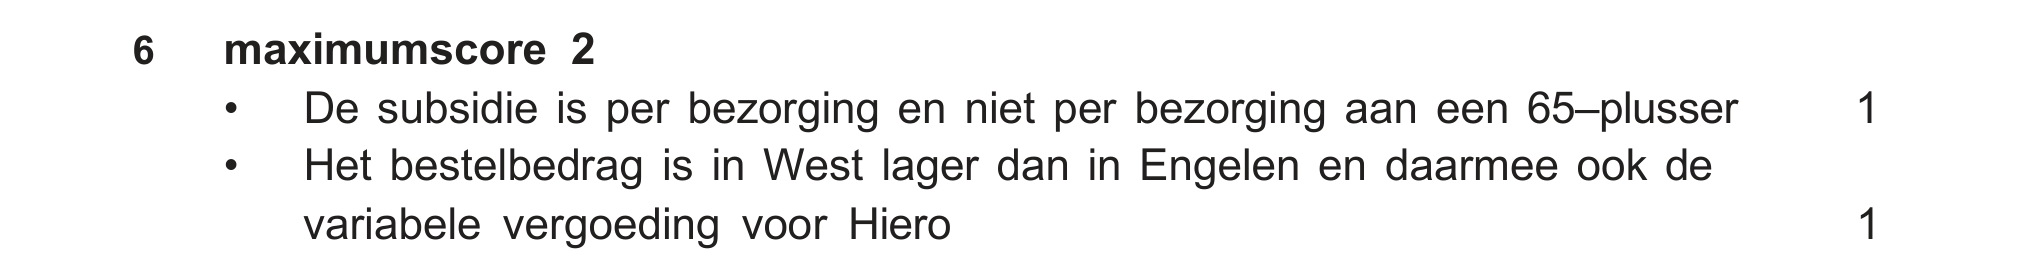 6 maximumscore 2
• De subsidie is per bezorging en niet per bezorging aan een 65–plusser 1
• Het bestelbedrag is in West lager dan in Engelen en daarmee ook de
variabele vergoeding voor Hiero 1